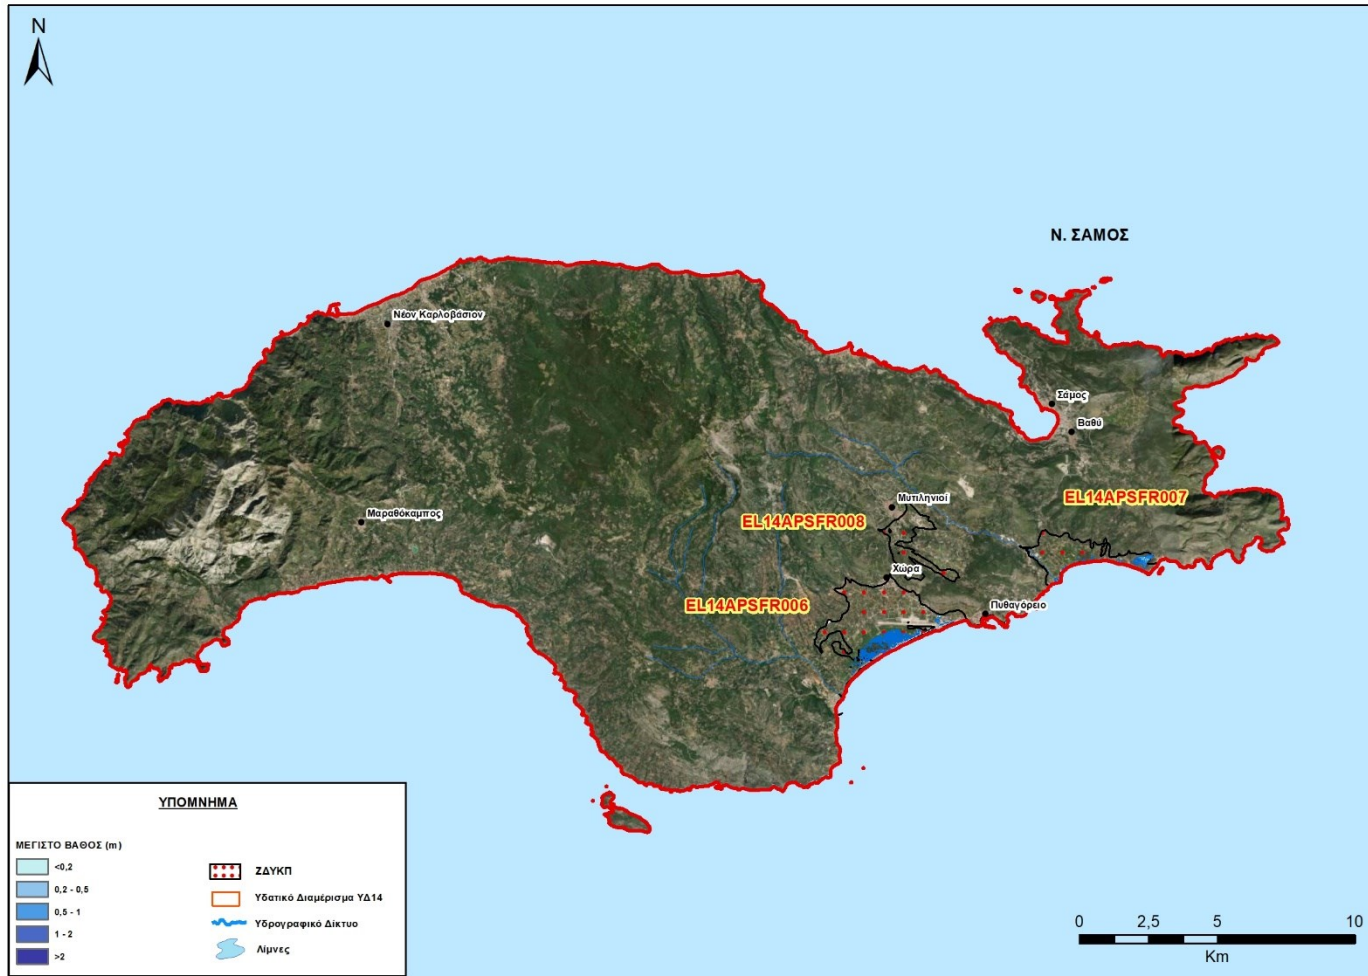 N
Ν. ΣΑΜΟΣ
Νέον Καρλοβάσιον
Σάμος
Βαθύ
EL14APSFR007
Μυτιληνιοί
EL14APSFR008
Μαραθόκαμπος
Χώρα
EL14APSFR006
Πυθαγόρειο
ΥΠΟΜΝΗΜΑ
ΜΕΓΙΣΤΟ ΒΑΘΟΣ (m)
<0,2
0,2 - 0,5
0,5 - 1
1 - 2
>2
ΖΔΥΚΠ
Υδατικό Διαμέρισμα ΥΔ14
Υδρογραφικό Δίκτυο
Λίμνες
0 2,5 5 10
Km